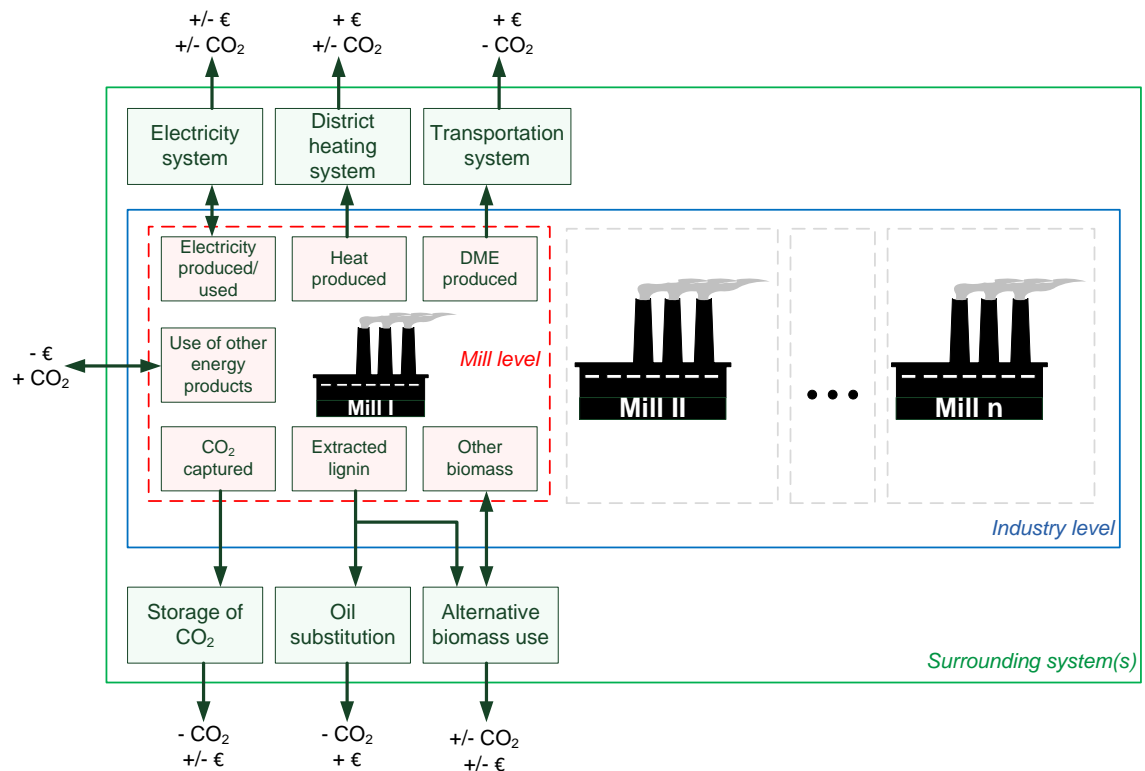 +/- €
+/- CO₂
+ €
+/- CO₂
+ €
- CO₂
Electricity
system
District
heating
system
Transportation
system
Electricity
produced/
used
Heat
produced
DME
produced
- €
+ CO₂
Use of other
energy
products
Mill level
Mill I
Mill II
Mill n
CO₂
captured
Extracted
lignin
Other
biomass
Industry level
Storage of
CO₂
Oil
substitution
Alternative
biomass use
Surrounding system(s)
- CO₂
+/- €
- CO₂
+ €
+/- CO₂
+/- €